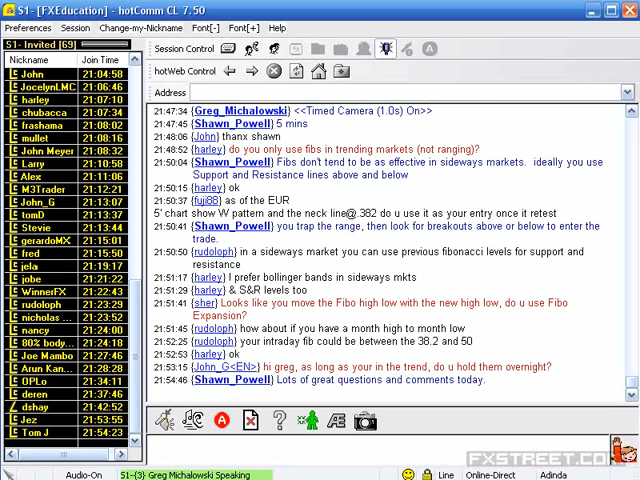 S1- [FXEducation] - hotComm CL 7.50
Preferences Session Change-my-Nickname Font[-] Font[+] Help
S1- Invited [69]
Session Control
hotWeb Control
Address
Nickname Join Time
John 21:04:58
JocelynLMC 21:06:46
harley 21:07:10
chubacca 21:07:34
frashama 21:08:02
mullet 21:08:16
John Meyer 21:08:32
Larry 21:10:58
Alex 21:11:06
M3Trader 21:12:21
John_G 21:13:07
tomD 21:13:37
Stevie 21:13:44
gerardoMX 21:15:01
fred 21:15:50
jela 21:19:17
jobe 21:21:22
WinnerFX 21:22:43
rudoloph 21:23:29
nicholas ... 21:23:52
nancy 21:24:00
80% body... 21:24:18
Joe Mambo 21:27:46
Arun Kan... 21:28:28
OPLo 21:34:11
deren 21:37:46
dshay 21:42:52
Jez 21:53:55
Tom J 21:54:23
21:47:34 {Greg_Michalowski} <<Timed Camera (1.0s) On>>
21:47:45 {Shawn_Powell} 5 mins
21:48:06 {John} thanx shawn
21:48:52 {harley} do you only use fibs in trending markets (not ranging)?
21:50:04 {Shawn_Powell} Fibs don't tend to be as effective in sideways markets. ideally you use
Support and Resistance lines above and below
21:50:15 {harley} ok
21:50:37 {fuji88} as of the EUR
5' chart show W pattern and the neck line@.382 do u use it as your entry once it retest
21:50:41 {Shawn_Powell} you trap the range, then look for breakouts above or below to enter the
trade.
21:50:50 {rudoloph} in a sideways market you can use previous fibonacci levels for support and
resistance
21:51:17 {harley} I prefer bollinger bands in sideways mkts
21:51:29 {harley} & S&R levels too
21:51:41 {sher} Looks like you move the Fibo high low with the new high low, do u use Fibo
Expansion?
21:51:45 {rudoloph} how about if you have a month high to month low
21:52:25 {rudoloph} your intraday fib could be between the 38.2 and 50
21:52:53 {harley} ok
21:53:15 {John_G<EN>} hi greg, as long as your in the trend, do u hold them overnight?
21:54:46 {Shawn_Powell} Lots of great questions and comments today.
FXSTREET.COM
Audio-On S1-{3} Greg Michalowski Speaking Line Online-Direct Adinda